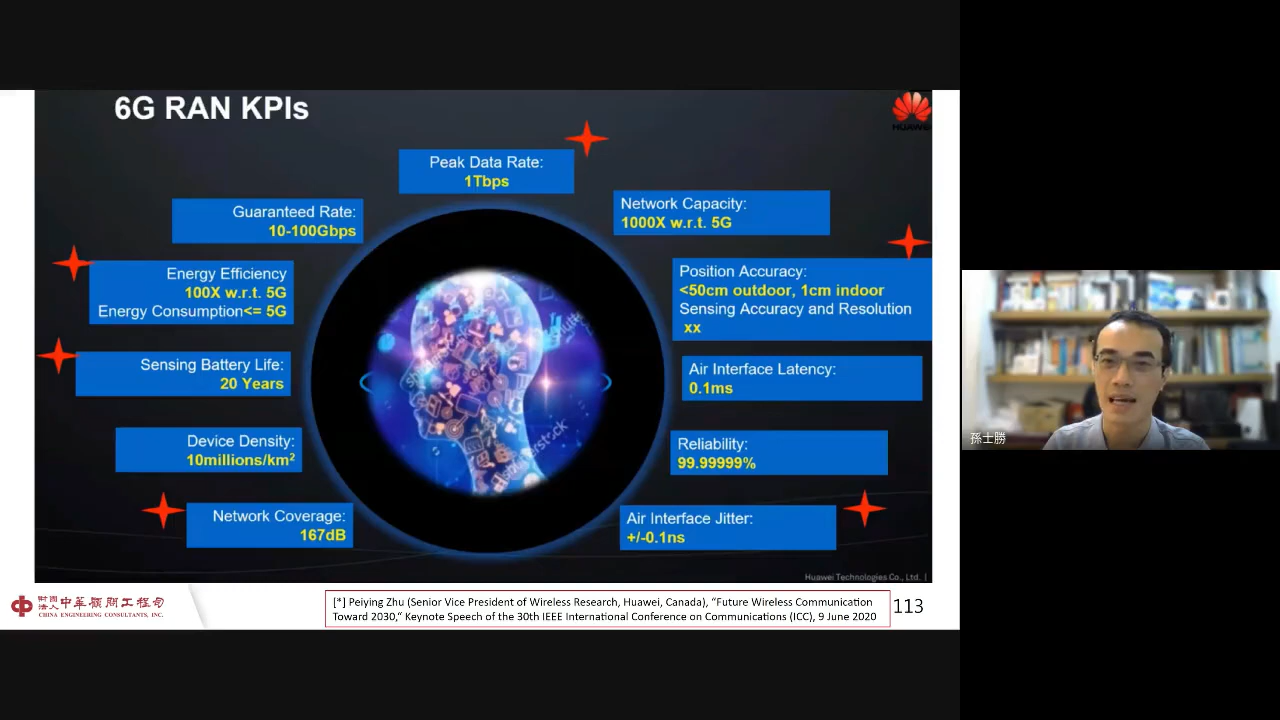 6G RAN KPIs
HUAWEI
Peak Data Rate:
1Tbps
Guaranteed Rate:
10-100Gbps
Network Capacity:
1000X w.r.t. 5G
Energy Efficiency
100X w.r.t. 5G
Energy Consumption<= 5G
Position Accuracy:
<50cm outdoor, 1cm indoor
Sensing Accuracy and Resolution
xx
Sensing Battery Life:
20 Years
Air Interface Latency:
0.1ms
Device Density:
10millions/km²
Reliability:
99.99999%
Network Coverage:
167dB
Air Interface Jitter:
+/-0.1ns
Huawei Technologies Co., Ltd. |
財團法人中華顧問工程司
CHINA ENGINEERING CONSULTANTS, INC.
[*] Peiying Zhu (Senior Vice President of Wireless Research, Huawei, Canada), "Future Wireless Communication
Toward 2030," Keynote Speech of the 30th IEEE International Conference on Communications (ICC), 9 June 2020
113
孫士勝